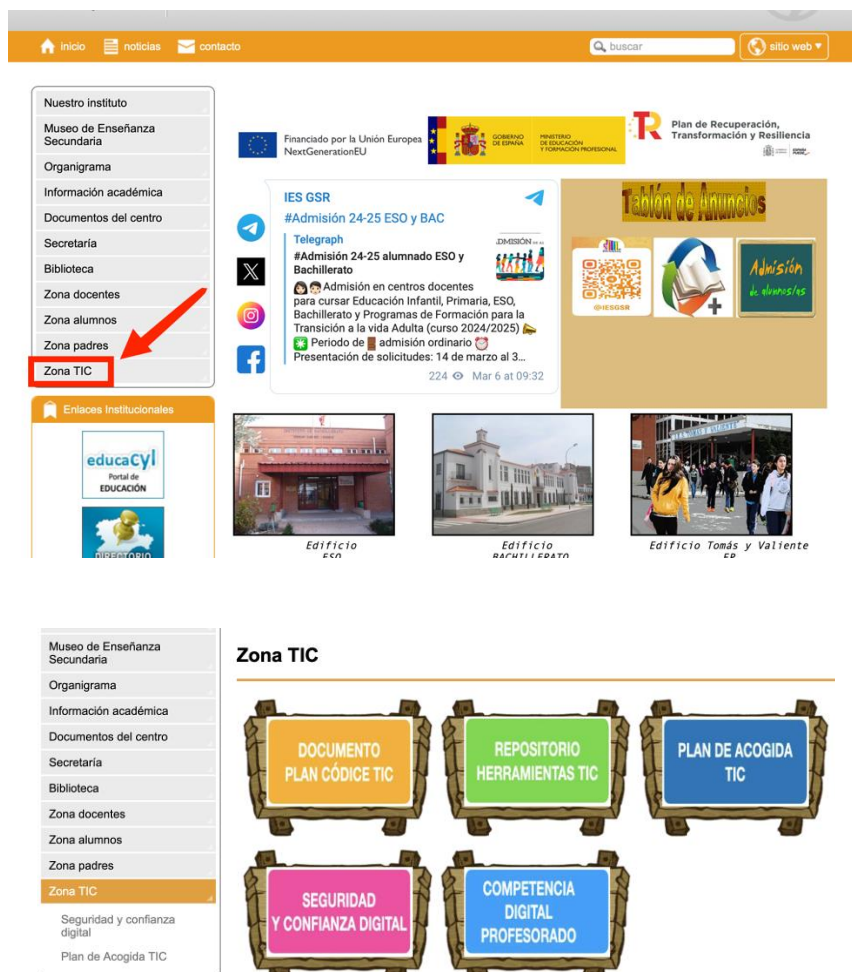 inicio
noticias
contacto
buscar
sitio web
Nuestro instituto
Museo de Enseñanza
Secundaria
Organigrama
Información académica
Documentos del centro
Secretaría
Biblioteca
Zona docentes
Zona alumnos
Zona padres
Zona TIC
Enlaces Institucionales
educacyl
Portal de
EDUCACIÓN
DIRECTORIO
Financiado por la Unión Europea
NextGenerationEU
GOBIERNO
DE ESPAÑA
MINISTERIO
DE EDUCACIÓN
Y FORMACIÓN PROFESIONAL
Plan de Recuperación,
Transformación y Resiliencia
IES GSR
#Admisión 24-25 ESO y BAC
Telegraph
#Admisión 24-25 alumnado ESO y
Bachillerato
Admisión en centros docentes
para cursar Educación Infantil, Primaria, ESO,
Bachillerato y Programas de Formación para la
Transición a la vida Adulta (curso 2024/2025)
Periodo de admisión ordinario
Presentación de solicitudes: 14 de marzo al 3...
224 Mar 6 at 09:32
Tablón de Anuncios
@IESGSR
Admisión
de alumnos/as
Edificio
ESO
Edificio
BACHILLERATO
Edificio Tomás y Valiente
FP
Museo de Enseñanza
Secundaria
Organigrama
Información académica
Documentos del centro
Secretaría
Biblioteca
Zona docentes
Zona alumnos
Zona padres
Zona TIC
Seguridad y confianza
digital
Plan de Acogida TIC
Zona TIC
DOCUMENTO
PLAN CÓDICE TIC
REPOSITORIO
HERRAMIENTAS TIC
PLAN DE ACOGIDA
TIC
SEGURIDAD
Y CONFIANZA DIGITAL
COMPETENCIA
DIGITAL
PROFESORADO